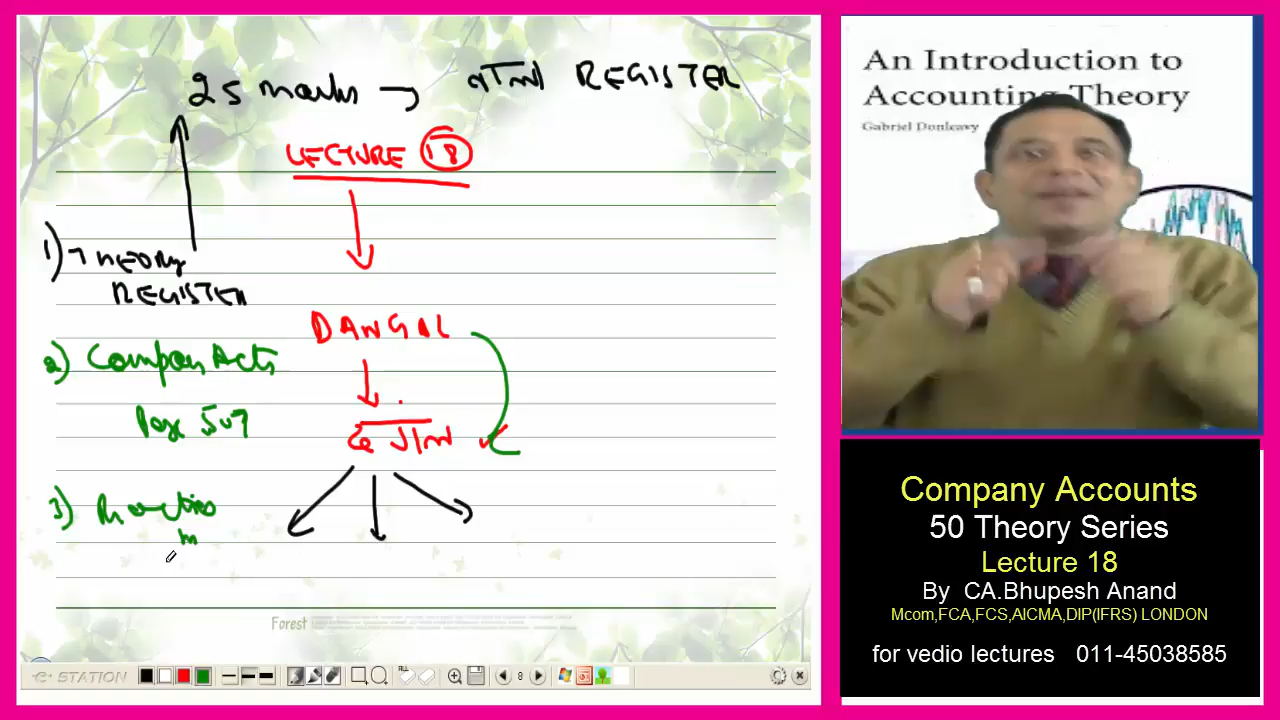 25 marks → REGISTER
LECTURE 18
1) THEORY
REGISTER
DANGAL
2) Company Acts
Page 507
3)
Forest
e-STATION
8
An Introduction to
Accounting Theory
Gabriel Donleavy
Company Accounts
50 Theory Series
Lecture 18
By CA.Bhupesh Anand
Mcom,FCA,FCS,AICMA,DIP(IFRS) LONDON
for vedio lectures 011-45038585